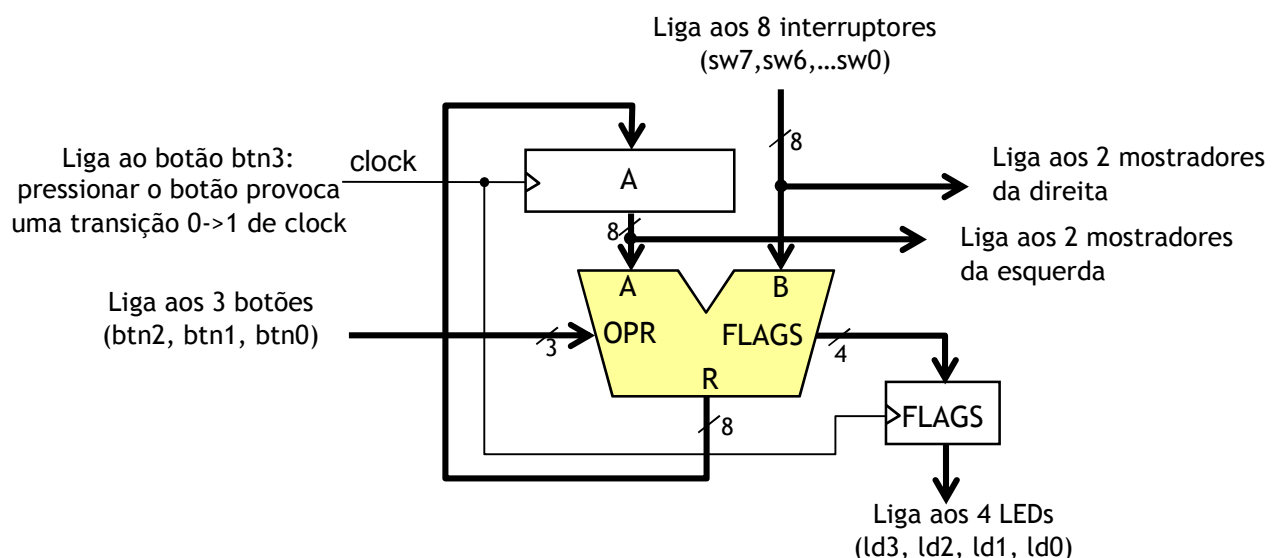 Liga aos 8 interruptores
(sw7,sw6,...sw0)
8
Liga ao botão btn3:
pressionar o botão provoca
uma transição 0->1 de clock
clock
A
Liga aos 2 mostradores
da direita
8
Liga aos 2 mostradores
da esquerda
A
B
Liga aos 3 botões
(btn2, btn1, btn0)
3
OPR
FLAGS
4
R
8
FLAGS
Liga aos 4 LEDs
(ld3, ld2, ld1, ld0)